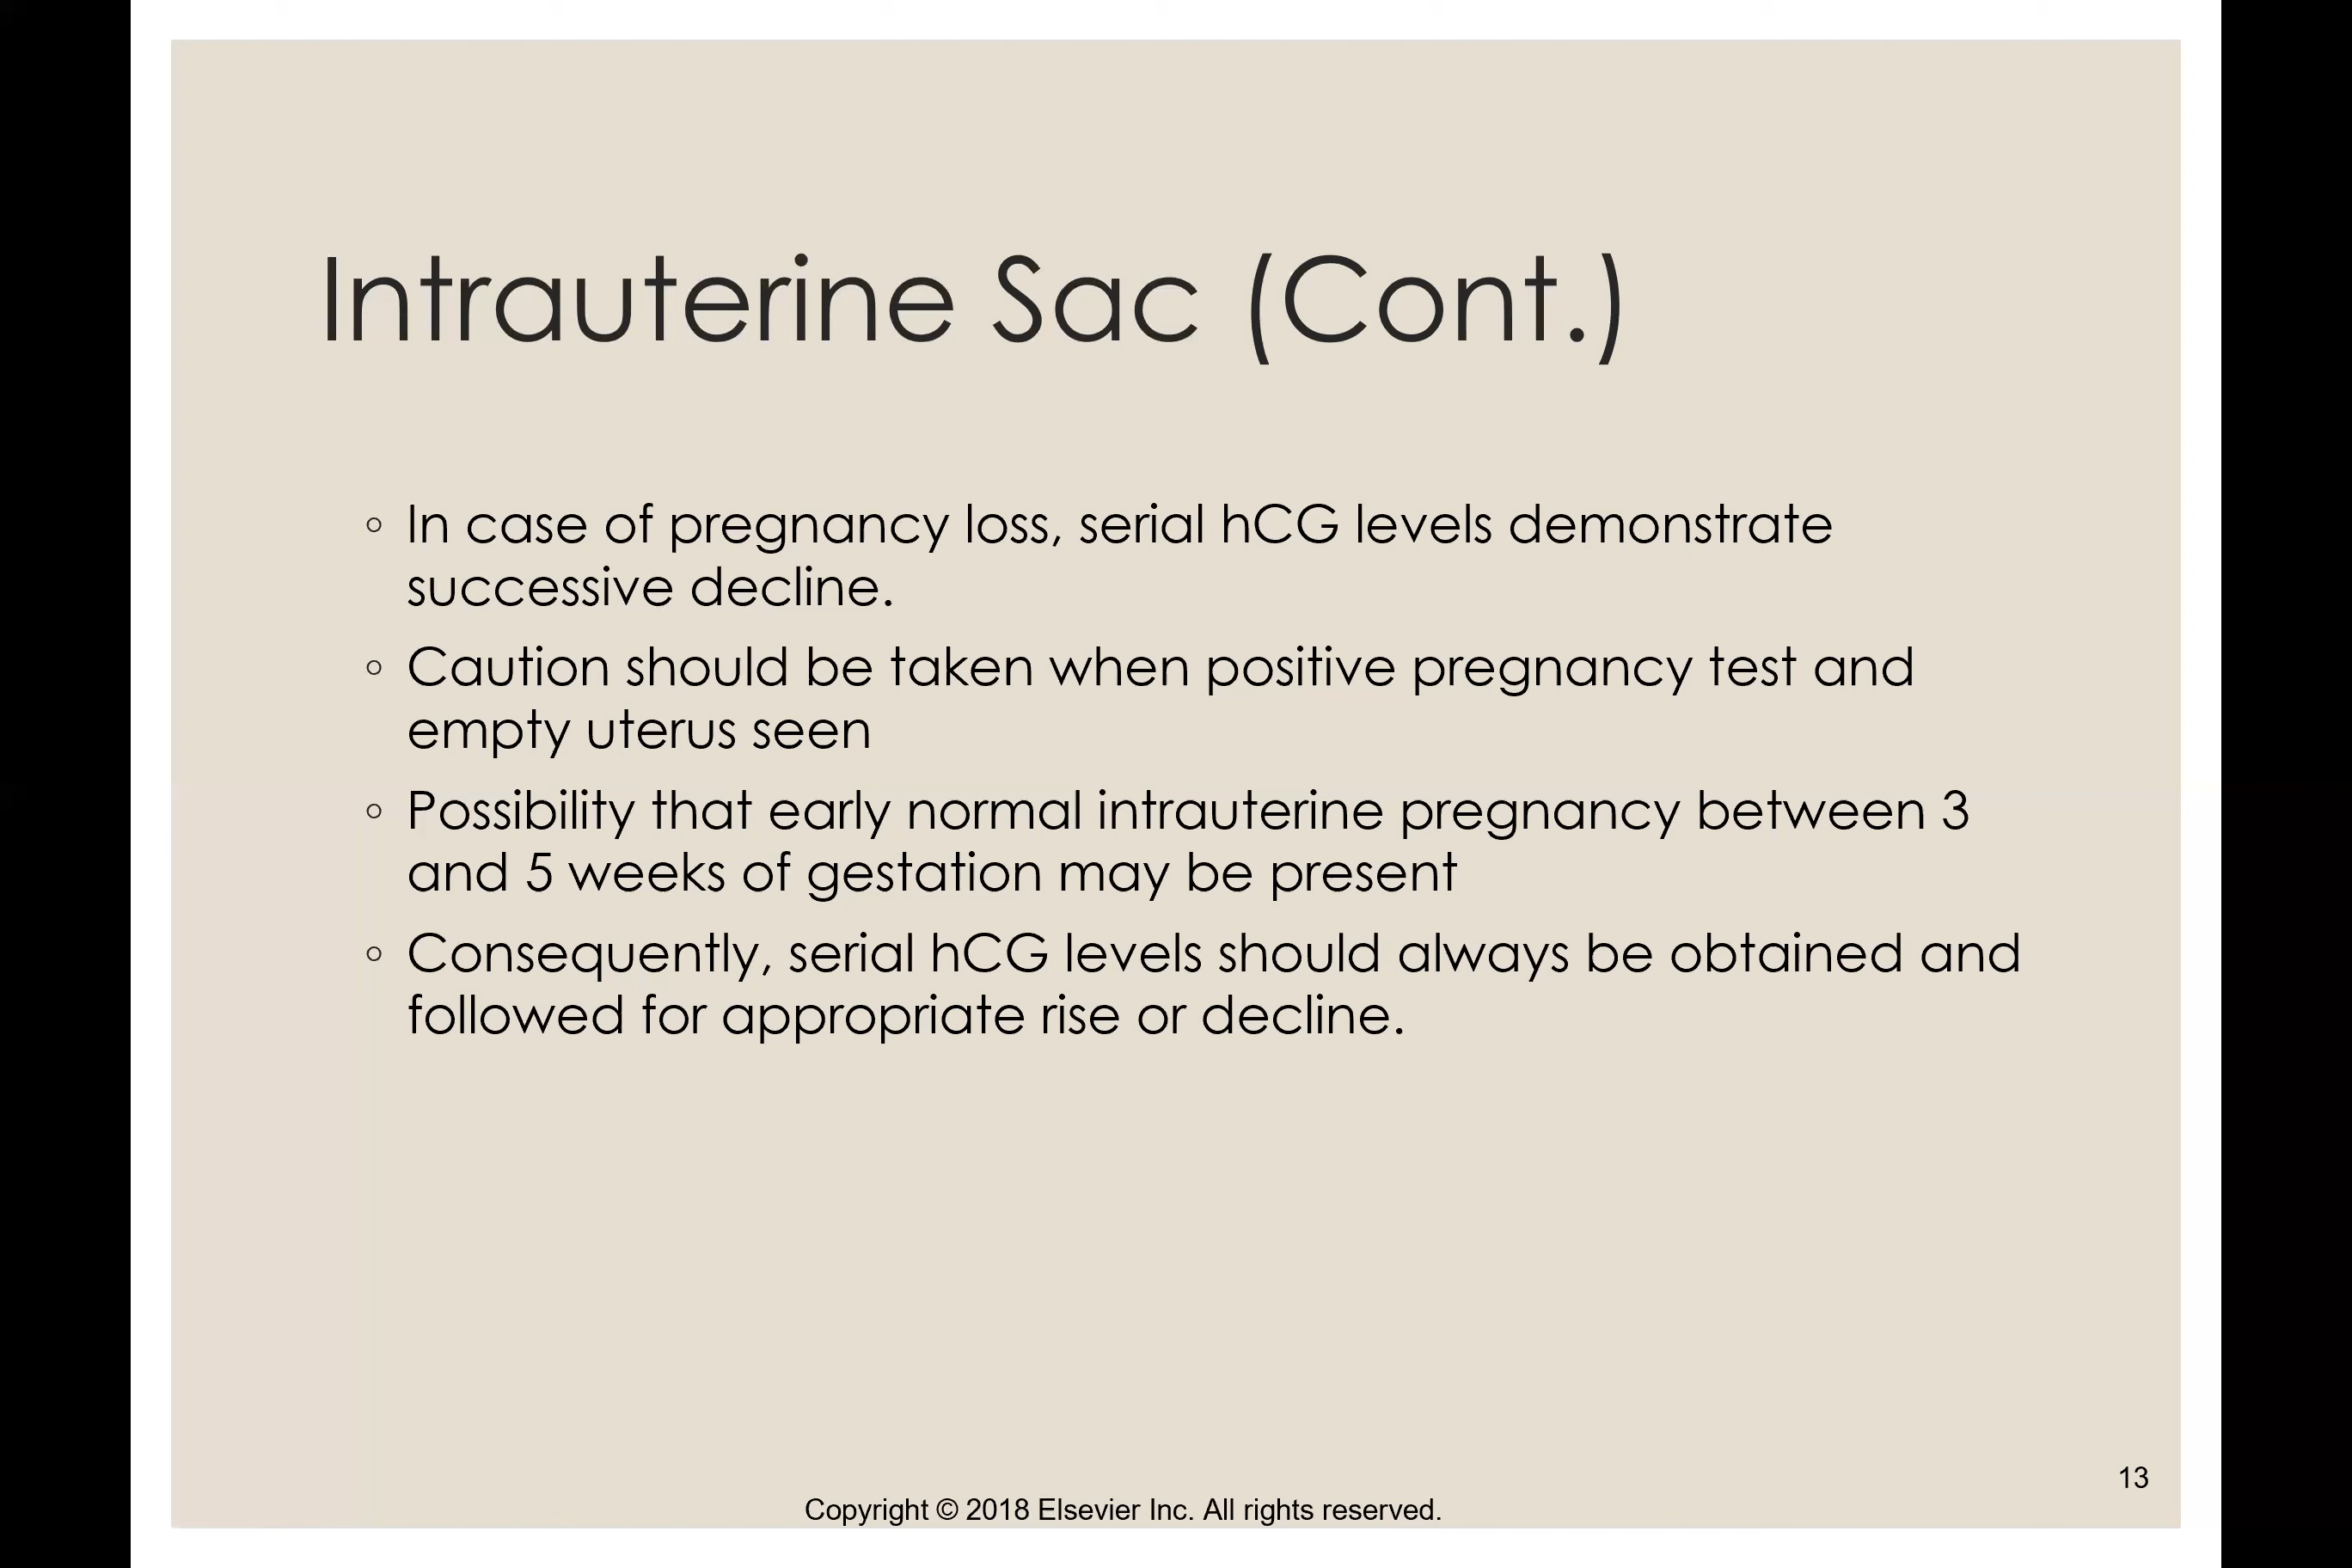 Intrauterine Sac (Cont.)
◦ In case of pregnancy loss, serial hCG levels demonstrate
successive decline.
◦ Caution should be taken when positive pregnancy test and
empty uterus seen
◦ Possibility that early normal intrauterine pregnancy between 3
and 5 weeks of gestation may be present
◦ Consequently, serial hCG levels should always be obtained and
followed for appropriate rise or decline.
13
Copyright © 2018 Elsevier Inc. All rights reserved.